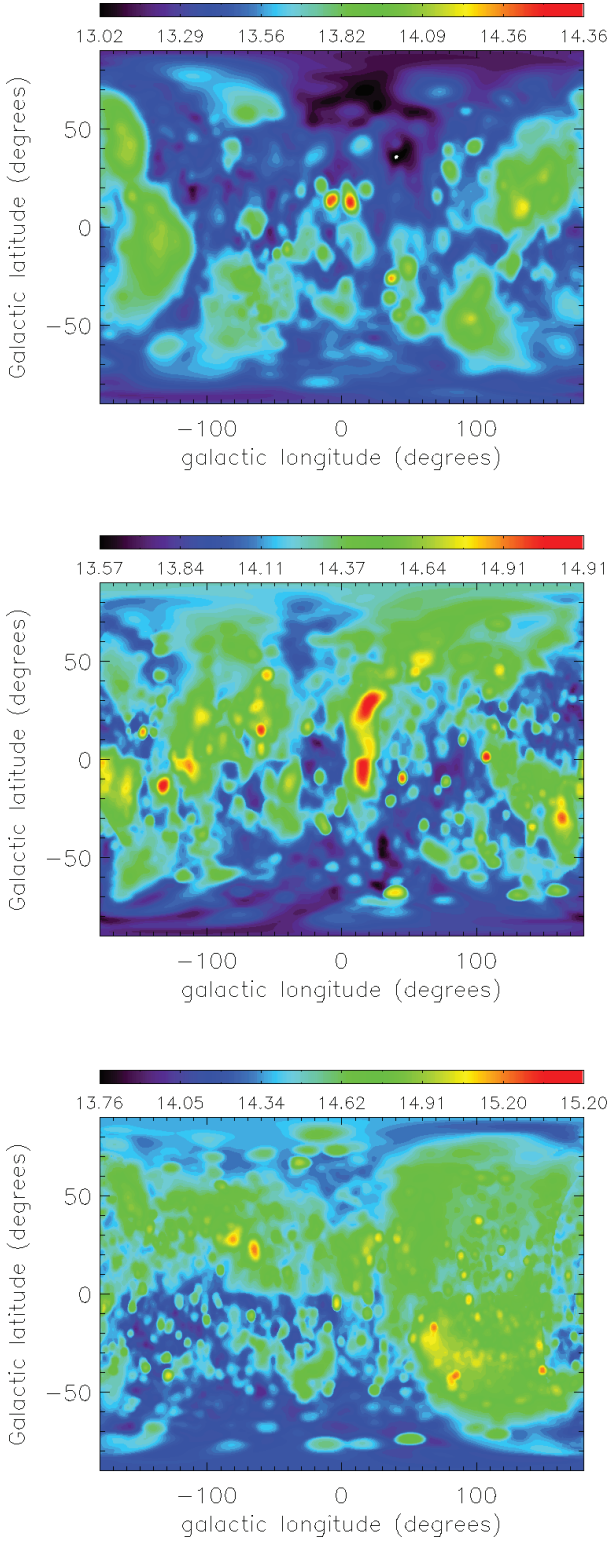 13.02 13.29 13.56 13.82 14.09 14.36 14.36
50
0
−50
Galactic latitude (degrees)
−100 0 100
galactic longitude (degrees)
13.57 13.84 14.11 14.37 14.64 14.91 14.91
50
0
−50
Galactic latitude (degrees)
−100 0 100
galactic longitude (degrees)
13.76 14.05 14.34 14.62 14.91 15.20 15.20
50
0
−50
Galactic latitude (degrees)
−100 0 100
galactic longitude (degrees)